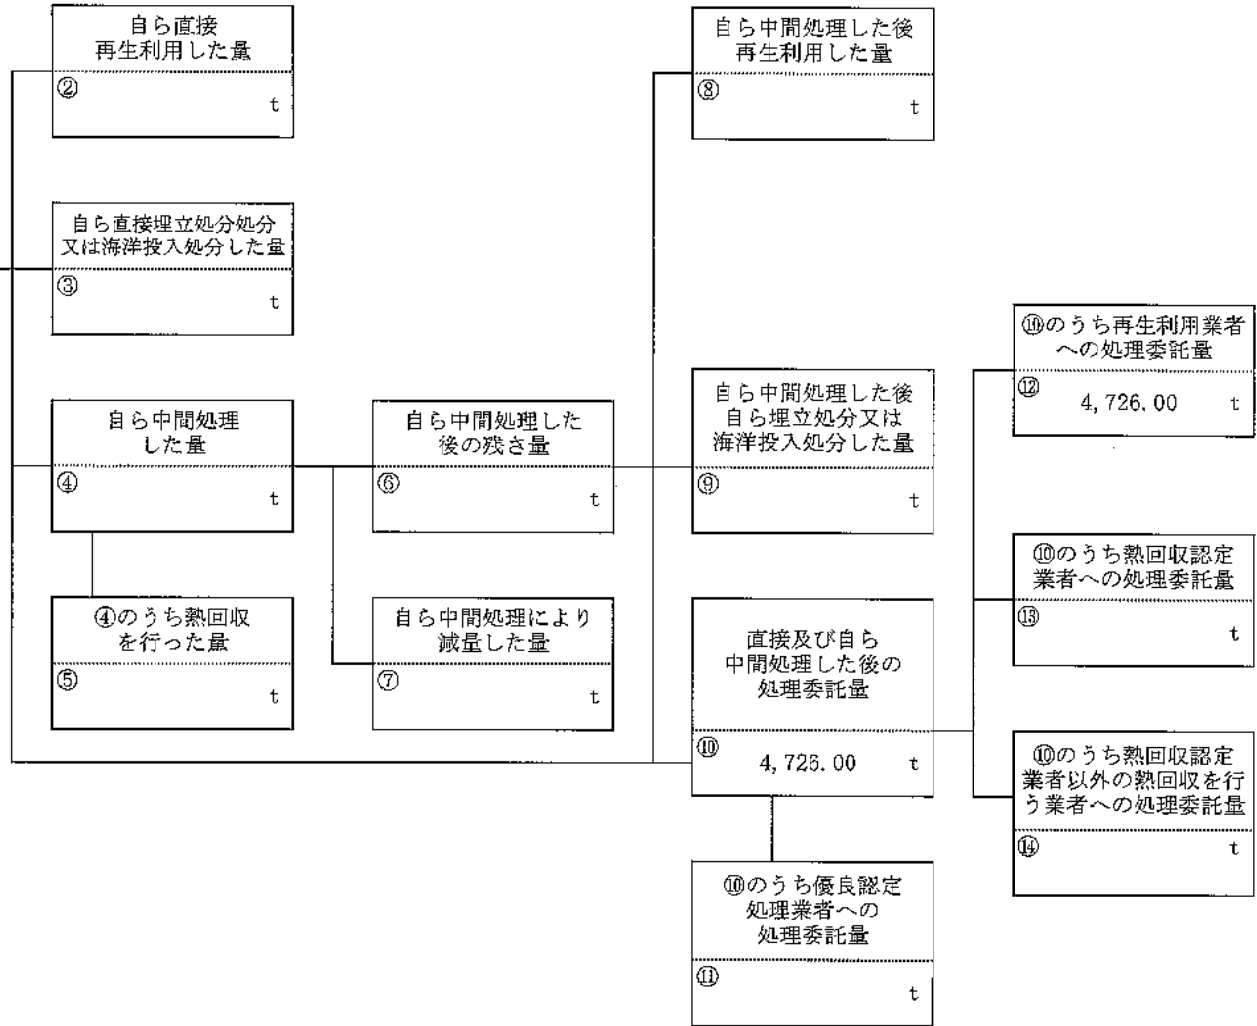 自ら直接
再生利用した量
②
t
自ら中間処理した後
再生利用した量
⑧
t
自ら直接埋立処分処分
又は海洋投入処分した量
③
t
⑩のうち再生利用業者
への処理委託量
⑫
4,726.00 t
自ら中間処理
した量
④
t
自ら中間処理した
後の残さ量
⑥
t
自ら中間処理した後
自ら埋立処分又は
海洋投入処分した量
⑨
t
⑩のうち熱回収認定
業者への処理委託量
⑬
t
④のうち熱回収
を行った量
⑤
t
自ら中間処理により
減量した量
⑦
t
直接及び自ら
中間処理した後の
処理委託量
⑩
4,726.00 t
⑩のうち熱回収認定
業者以外の熱回収を行
う業者への処理委託量
⑭
t
⑩のうち優良認定
処理業者への
処理委託量
⑪
t